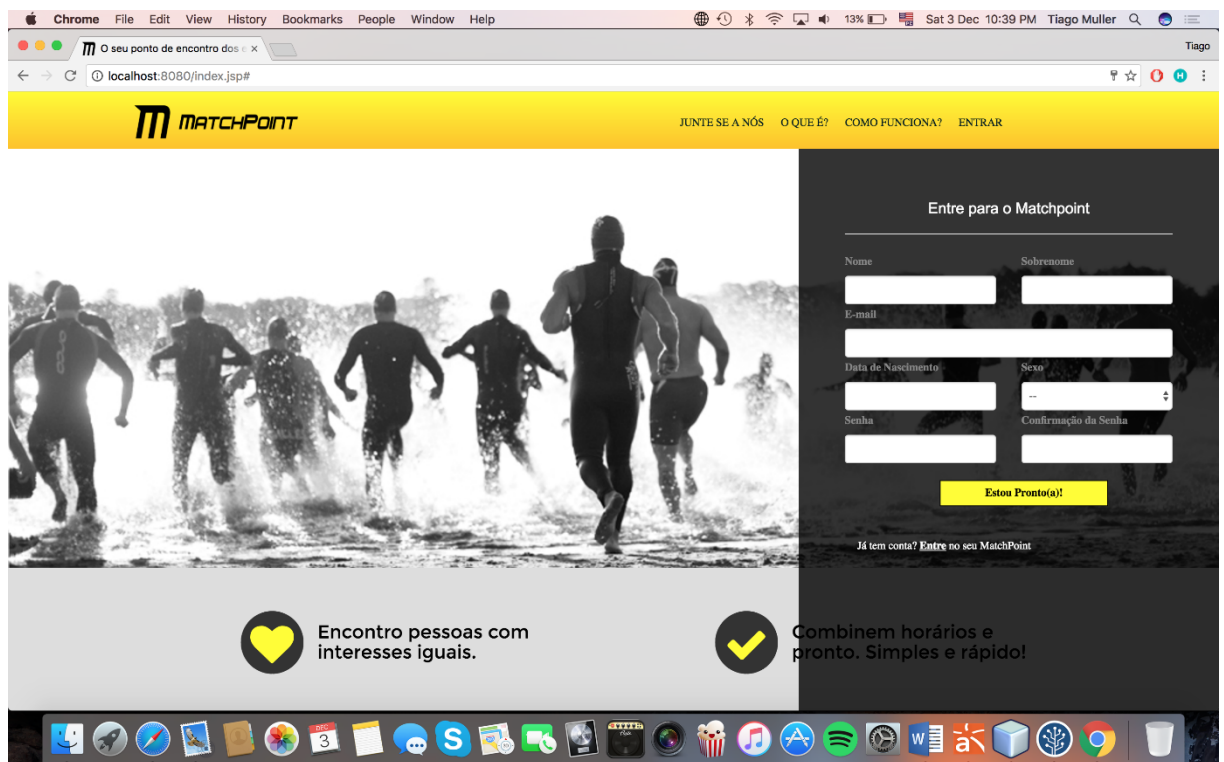 Chrome File Edit View History Bookmarks People Window Help 13% Sat 3 Dec 10:39 PM Tiago Muller
O seu ponto de encontro dos e Tiago
localhost:8080/index.jsp#
MATCHPOINT JUNTE SE A NÓS O QUE É? COMO FUNCIONA? ENTRAR
Entre para o Matchpoint
Nome Sobrenome
E-mail
Data de Nascimento Sexo
--
Senha Confirmação da Senha
Estou Pronto(a)!
Já tem conta? Entre no seu MatchPoint
Encontro pessoas com
interesses iguais.
Combinem horários e
pronto. Simples e rápido!
DEC
3